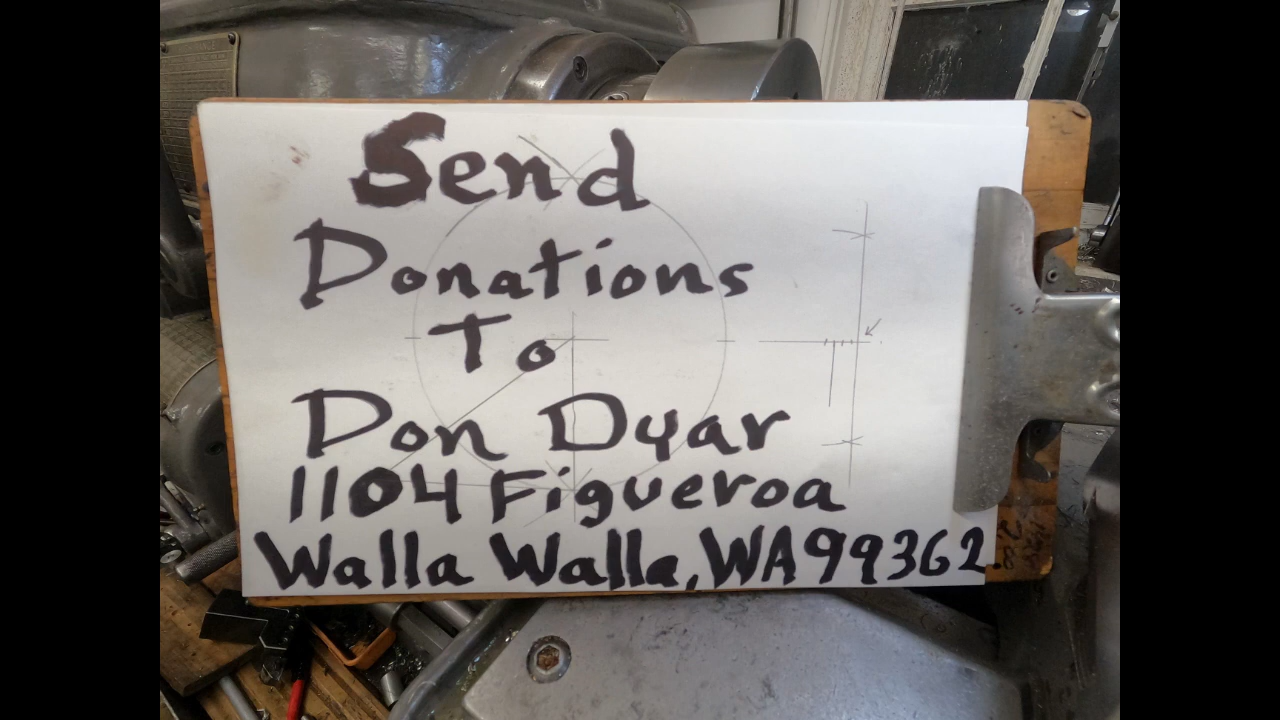 Send
Donations
To
Don Dyar
1104 Figueroa
Walla Walla, WA 99362.